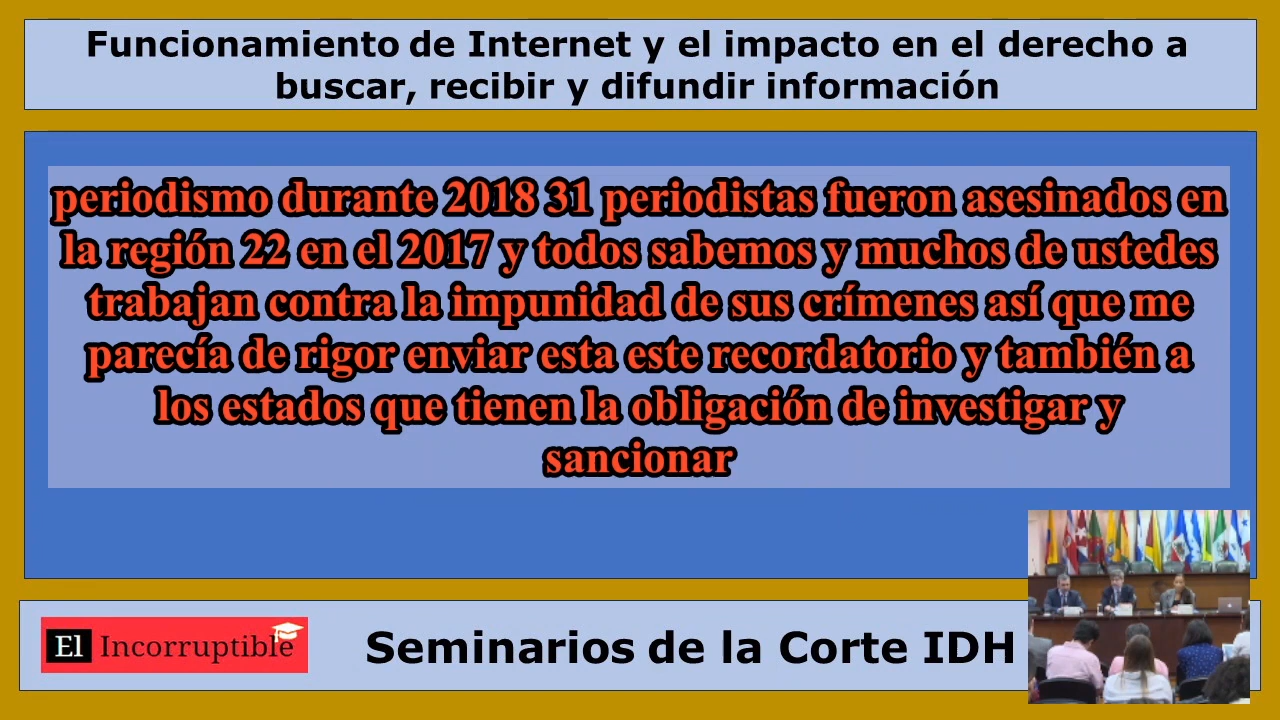 Funcionamiento de Internet y el impacto en el derecho a
buscar, recibir y difundir información
periodismo durante 2018 31 periodistas fueron asesinados en
la región 22 en el 2017 y todos sabemos y muchos de ustedes
trabajan contra la impunidad de sus crímenes así que me
parecía de rigor enviar esta este recordatorio y también a
los estados que tienen la obligación de investigar y
sancionar
El Incorruptible
Seminarios de la Corte IDH